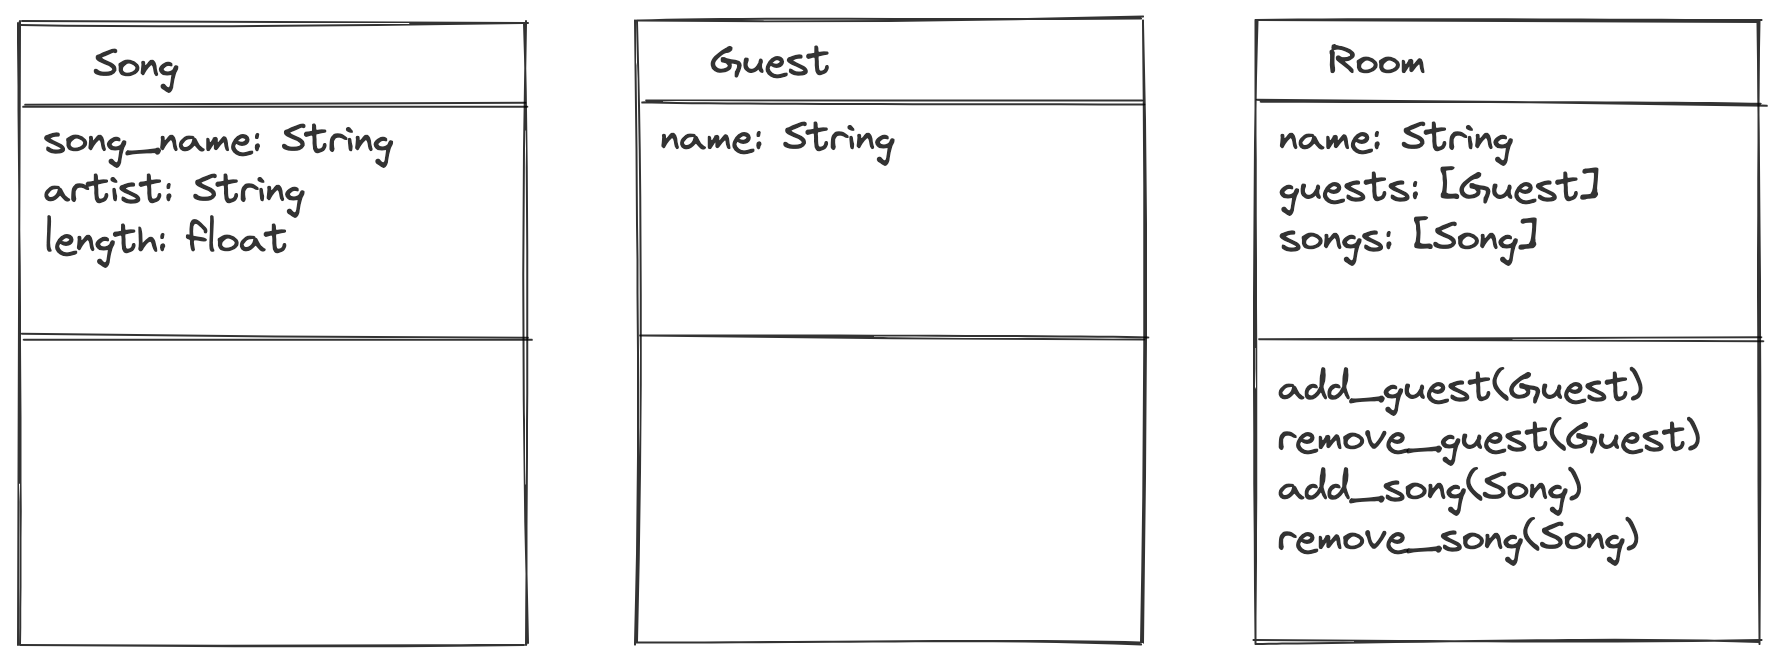 Song
song_name: String
artist: String
length: float
Guest
name: String
Room
name: String
guests: [Guest]
songs: [Song]
add_guest(Guest)
remove_guest(Guest)
add_song(Song)
remove_song(Song)